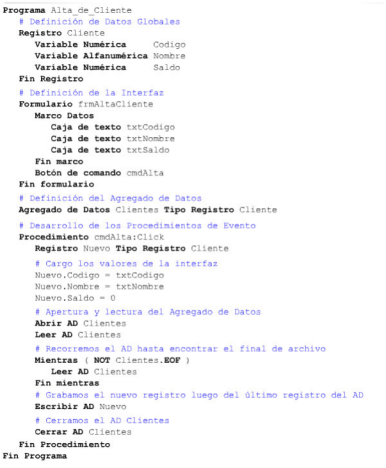 Programa Alta_de_Cliente
# Definición de Datos Globales
Registro Cliente
Variable Numérica Codigo
Variable Alfanumérica Nombre
Variable Numérica Saldo
Fin Registro
# Definición de la Interfaz
Formulario frmAltaCliente
Marco Datos
Caja de texto txtCodigo
Caja de texto txtNombre
Caja de texto txtSaldo
Fin marco
Botón de comando cmdAlta
Fin formulario
# Definición del Agregado de Datos
Agregado de Datos Clientes Tipo Registro Cliente
# Desarrollo de los Procedimientos de Evento
Procedimiento cmdAlta:Click
Registro Nuevo Tipo Registro Cliente
# Cargo los valores de la interfaz
Nuevo.Codigo = txtCodigo
Nuevo.Nombre = txtNombre
Nuevo.Saldo = 0
# Apertura y lectura del Agregado de Datos
Abrir AD Clientes
Leer AD Clientes
# Recorremos el AD hasta encontrar el final de archivo
Mientras ( NOT Clientes.EOF )
Leer AD Clientes
Fin mientras
# Grabamos el nuevo registro luego del último registro del AD
Escribir AD Nuevo
# Cerramos el AD Clientes
Cerrar AD Clientes
Fin Procedimiento
Fin Programa